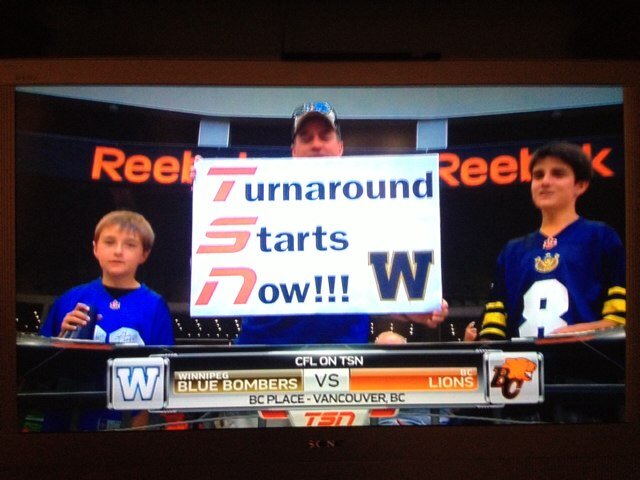 Reebok
Reebok
Turnaround
Starts
Now!!!
W
8
CFL ON TSN
W
WINNIPEG
BLUE BOMBERS
VS
BC
LIONS
BC
BC PLACE - VANCOUVER, BC
TSN
SONY